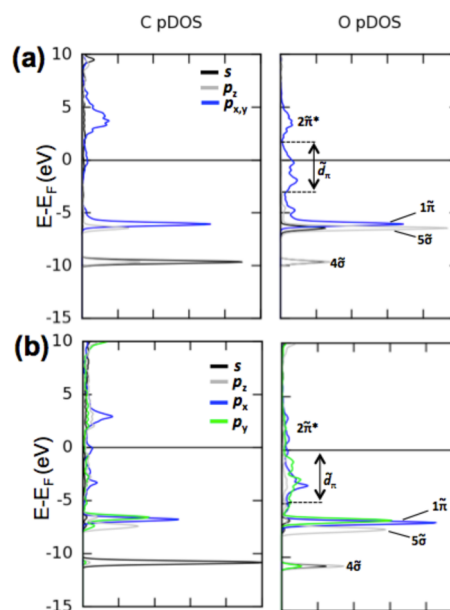 C pDOS
O pDOS
(a)
10
5
0
-5
-10
-15
E-E_F (eV)
s
p_z
p_x,y
2π̃*
d̃_π
1π̃
5σ̃
4σ̃
(b)
10
5
0
-5
-10
-15
E-E_F (eV)
s
p_z
p_x
p_y
2π̃*
d̃_π
1π̃
5σ̃
4σ̃